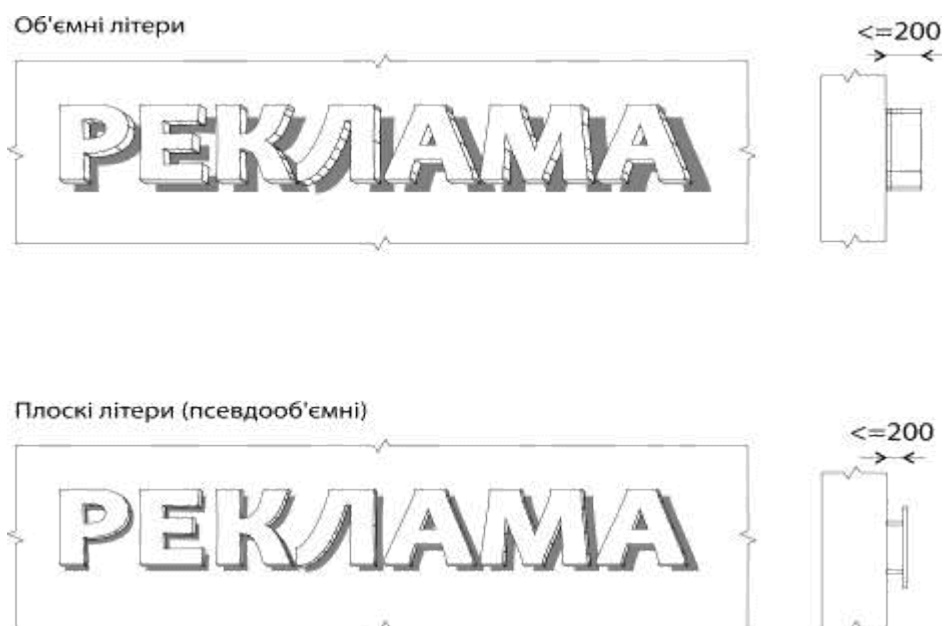 Об'ємні літери
<=200
РЕКЛАМА
Плоскі літери (псевдооб'ємні)
<=200
РЕКЛАМА